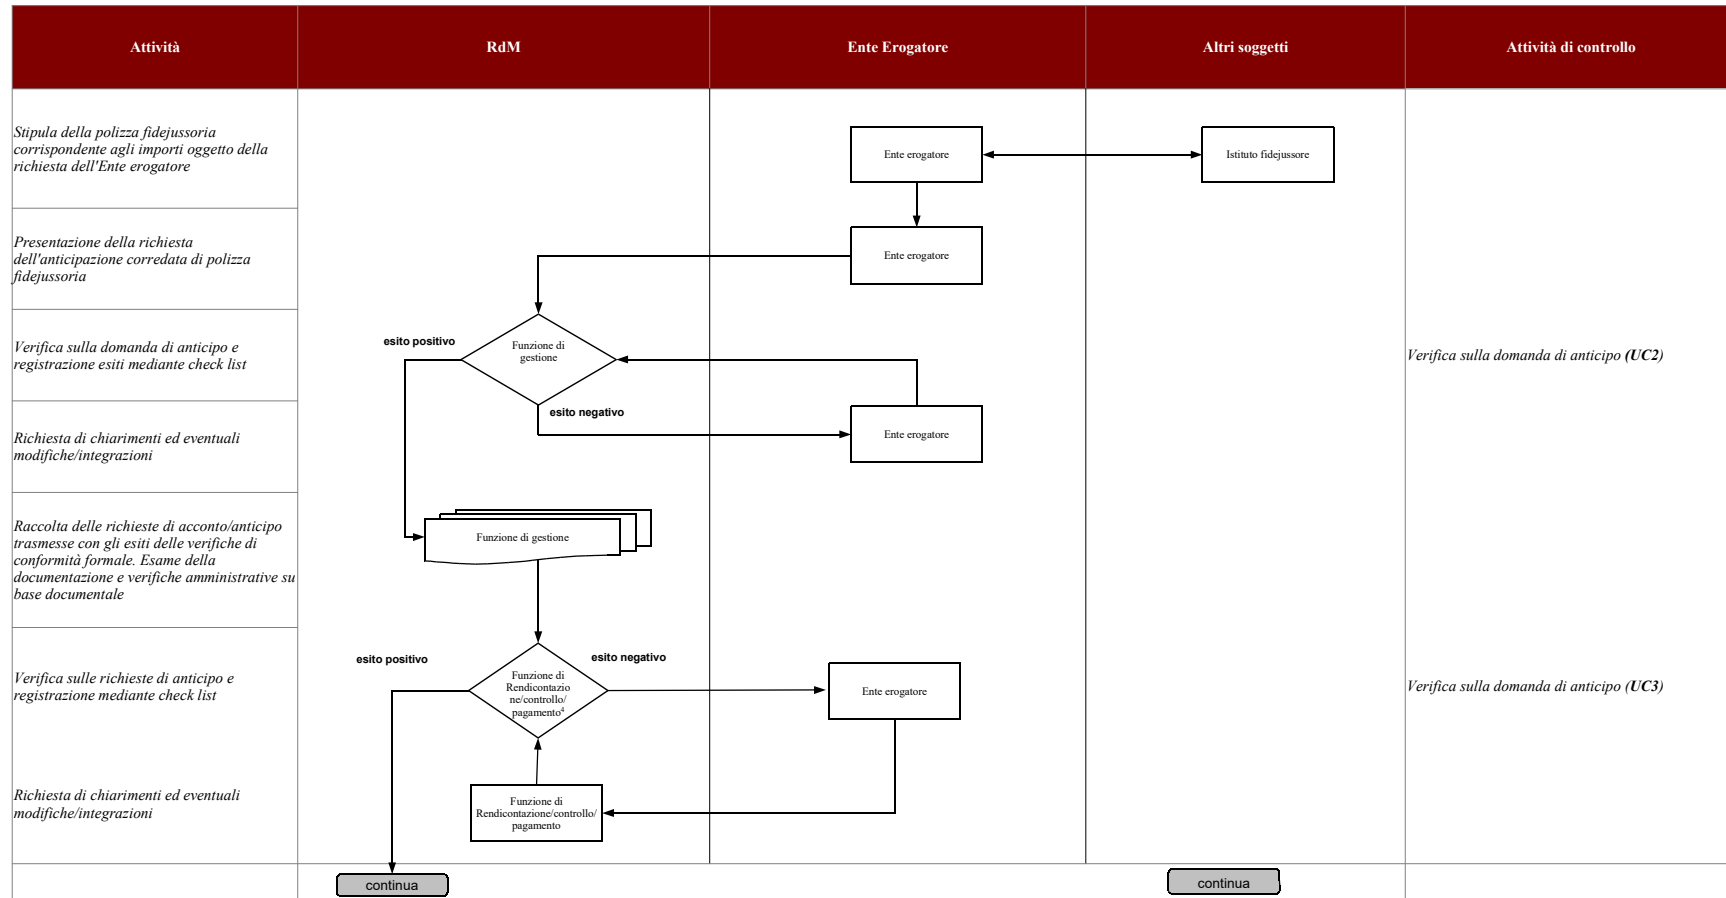 Attività
RdM
Ente Erogatore
Altri soggetti
Attività di controllo
Stipula della polizza fidejussoria
corrispondente agli importi oggetto della
richiesta dell'Ente erogatore
Ente erogatore
Istituto fidejussore
Presentazione della richiesta
dell'anticipazione corredata di polizza
fidejussoria
Ente erogatore
esito positivo
Funzione di
gestione
Verifica sulla domanda di anticipo e
registrazione esiti mediante check list
Verifica sulla domanda di anticipo (UC2)
esito negativo
Richiesta di chiarimenti ed eventuali
modifiche/integrazioni
Ente erogatore
Raccolta delle richieste di acconto/anticipo
trasmesse con gli esiti delle verifiche di
conformità formale. Esame della
documentazione e verifiche amministrative su
base documentale
Funzione di gestione
esito positivo
esito negativo
Verifica sulle richieste di anticipo e
registrazione mediante check list
Funzione di
Rendicontazio
ne/controllo/
pagamento⁴
Ente erogatore
Verifica sulla domanda di anticipo (UC3)
Richiesta di chiarimenti ed eventuali
modifiche/integrazioni
Funzione di
Rendicontazione/controllo/
pagamento
continua
continua